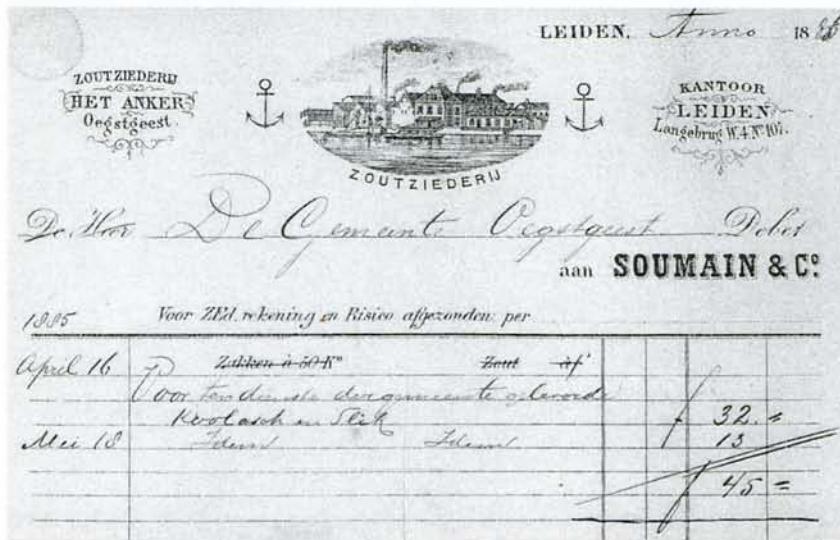 LEIDEN. Anno 1885
ZOUTZIEDERIJ
HET ANKER
Oegstgeest.
ZOUTZIEDERIJ
KANTOOR
LEIDEN
Langebrug W.4. No. 107.
De Heer De Gemeente Oegstgeest Debet
aan SOUMAIN & Co.
1885 Voor ZEd. rekening en Risico afgezonden per
April 16 Zakken à 50 Ko Zout à f
Voor ten dienste der gemeente geleverde
Koolasch en Slik f 32. "
Mei 18 Idem Idem 13
f 45 =